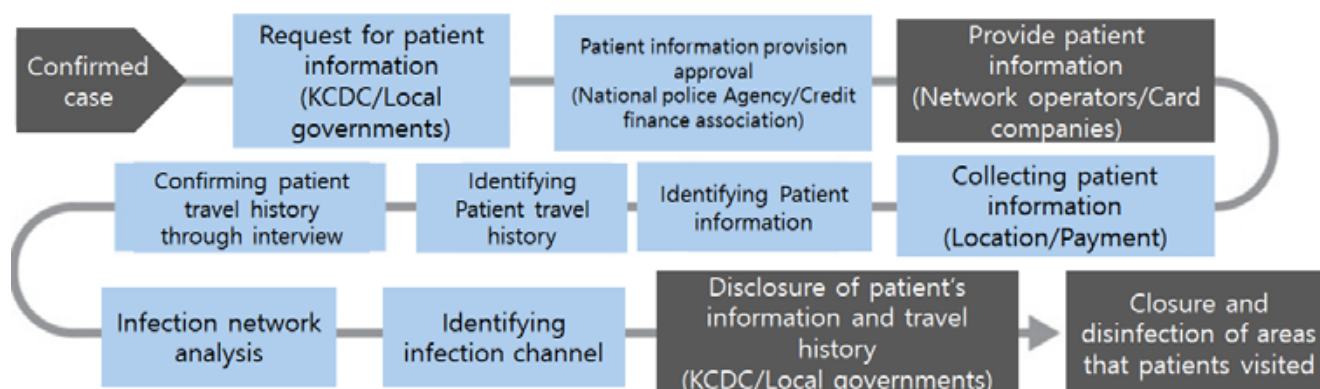 Confirmed
case
Request for patient
information
(KCDC/Local
governments)
Patient information provision
approval
(National police Agency/Credit
finance association)
Provide patient
information
(Network operators/Card
companies)
Collecting patient
information
(Location/Payment)
Identifying Patient
information
Identifying
Patient travel
history
Confirming patient
travel history
through interview
Infection network
analysis
Identifying
infection channel
Disclosure of patient’s
information and travel
history
(KCDC/Local governments)
Closure and
disinfection of areas
that patients visited